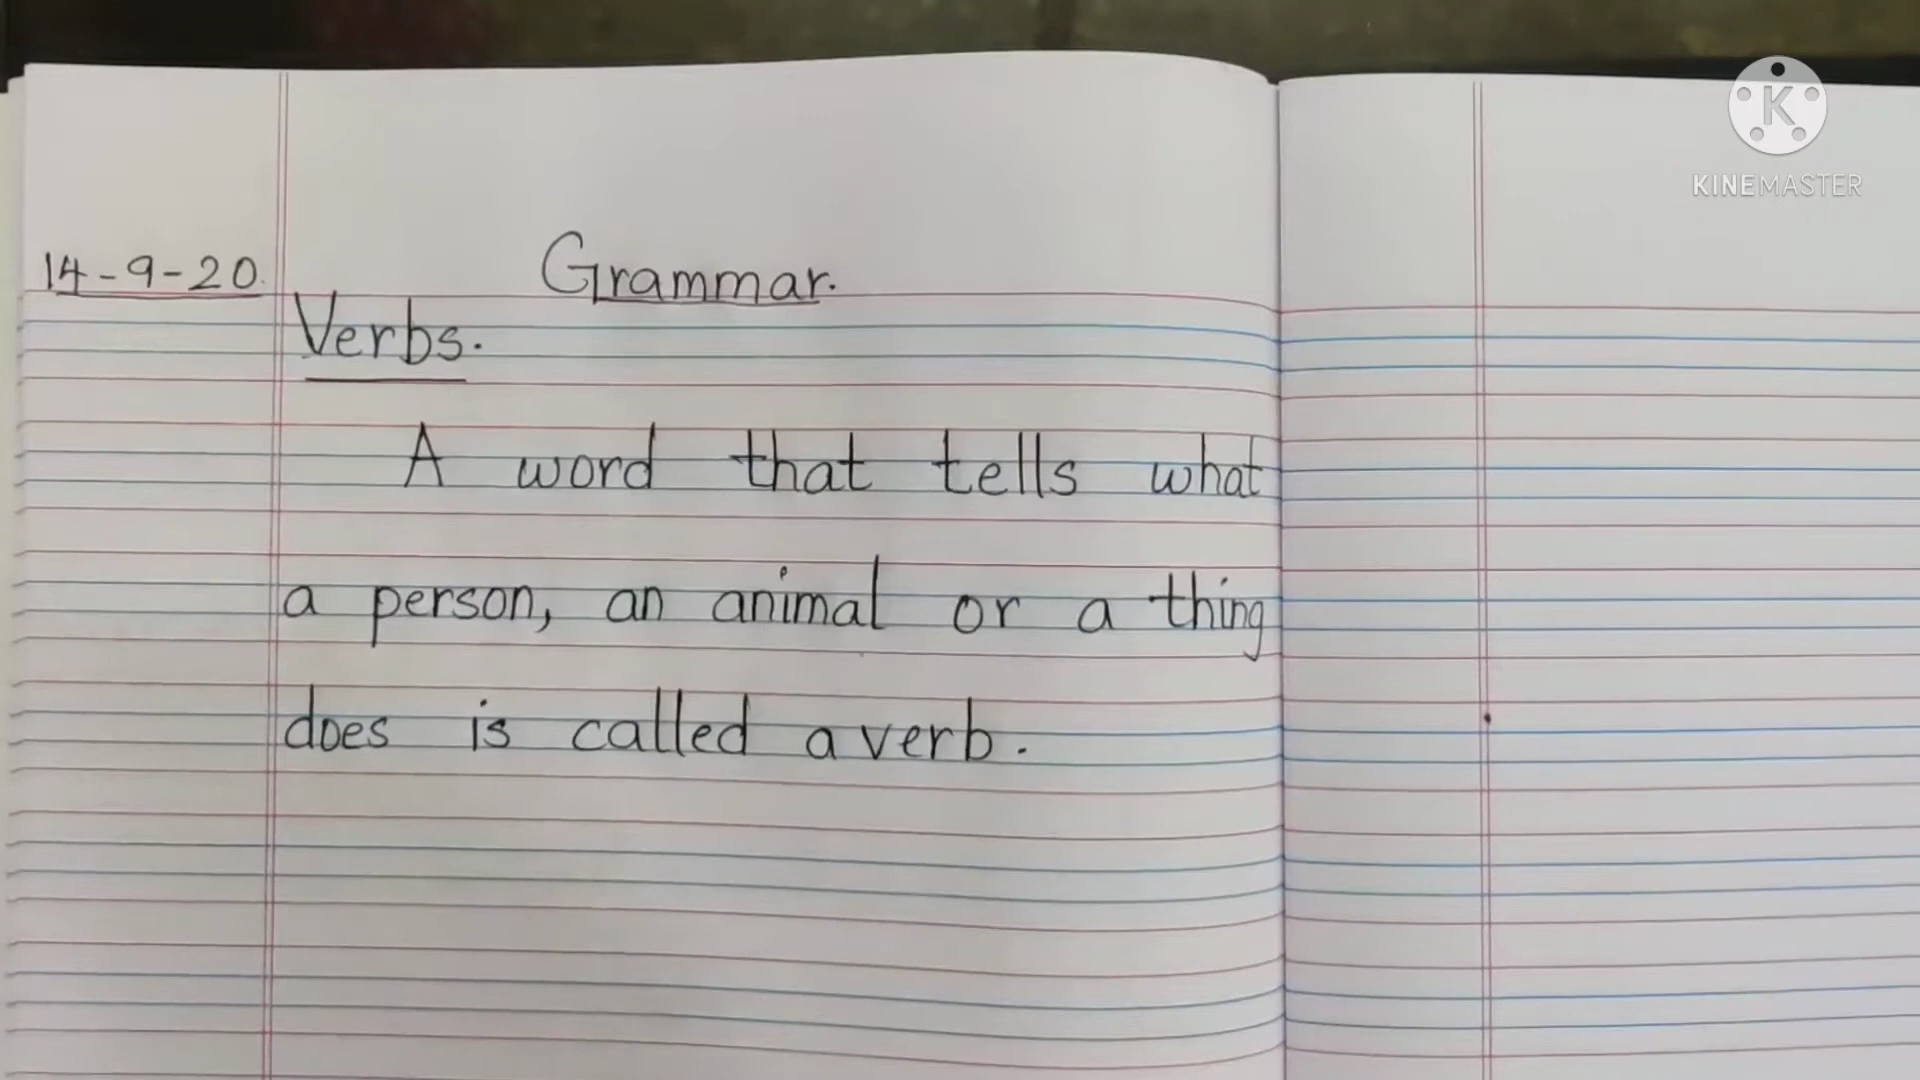 K
KINEMASTER
14-9-20.
Grammar.
Verbs.
A word that tells what
a person, an animal or a thing
does is called a verb.